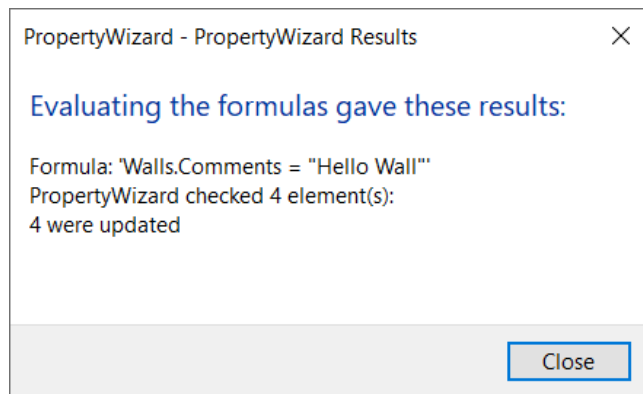 PropertyWizard - PropertyWizard Results
Evaluating the formulas gave these results:
Formula: 'Walls.Comments = "Hello Wall"'
PropertyWizard checked 4 element(s):
4 were updated
Close